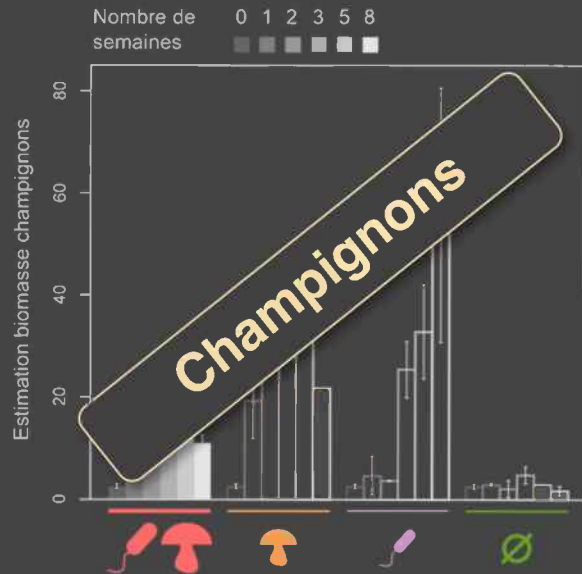 Nombre de
semaines
0 1 2 3 5 8
Estimation biomasse champignons
80
60
40
20
0
Champignons
Ø